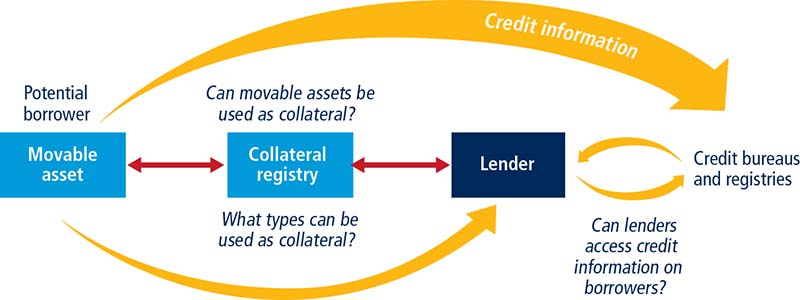 Credit information
Potential
borrower
Can movable assets be
used as collateral?
Movable
asset
Collateral
registry
Lender
Credit bureaus
and registries
What types can be
used as collateral?
Can lenders
access credit
information on
borrowers?